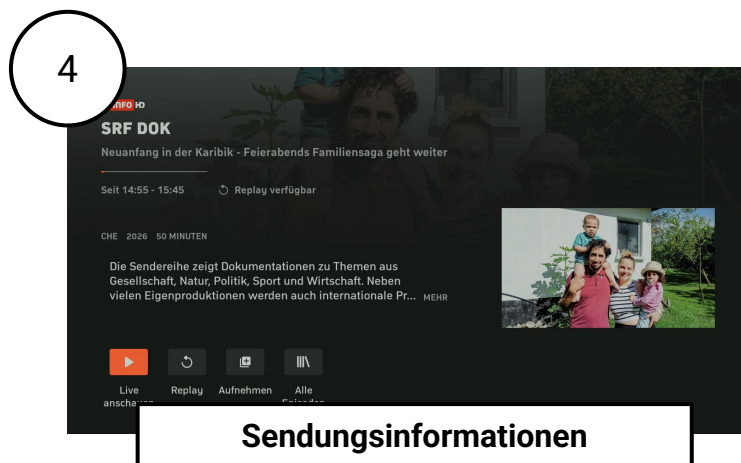 4
INFO HD
SRF DOK
Neuanfang in der Karibik - Feierabends Familiensaga geht weiter
Seit 14:55 - 15:45 Replay verfügbar
CHE 2026 50 MINUTEN
Die Sendereihe zeigt Dokumentationen zu Themen aus
Gesellschaft, Natur, Politik, Sport und Wirtschaft. Neben
vielen Eigenproduktionen werden auch internationale Pr... MEHR
Live Replay Aufnehmen Alle
anschauen Episoden
Sendungsinformationen